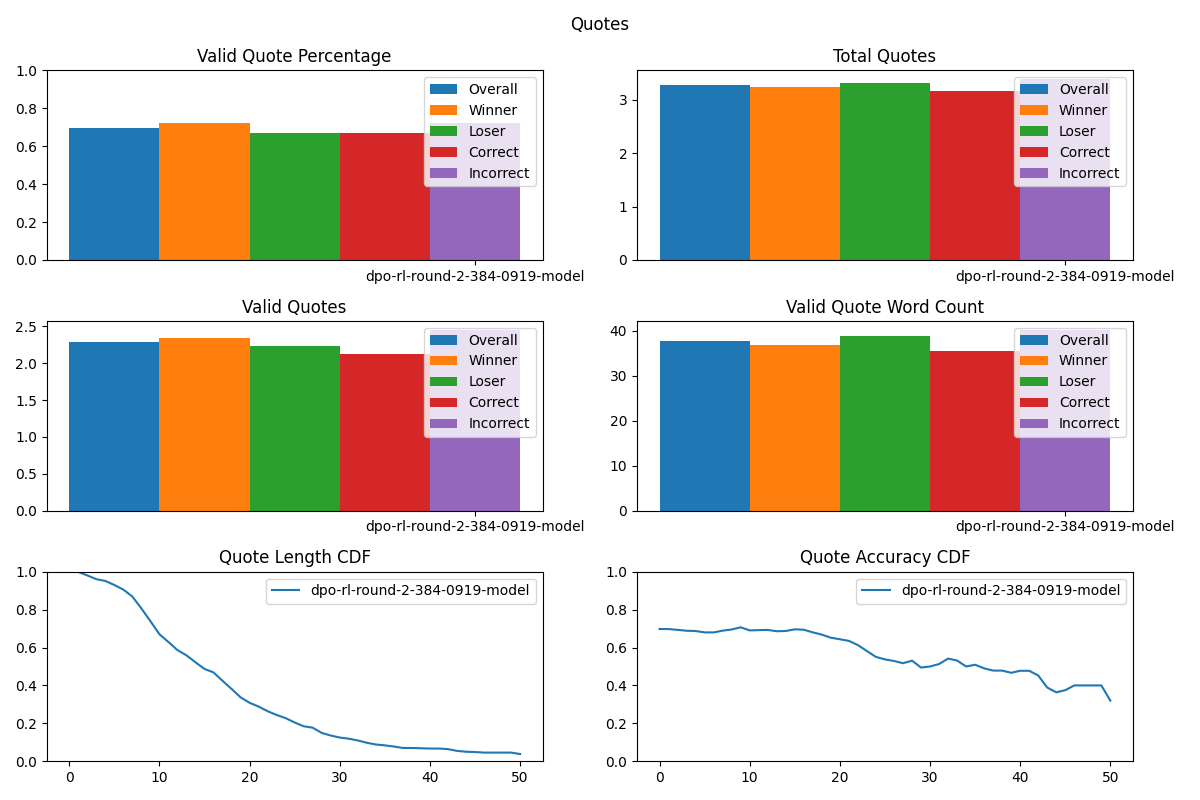 Quotes
Valid Quote Percentage
1.0
0.8
0.6
0.4
0.2
0.0
Overall
Winner
Loser
Correct
Incorrect
dpo-rl-round-2-384-0919-model
Total Quotes
3
2
1
0
Overall
Winner
Loser
Correct
Incorrect
dpo-rl-round-2-384-0919-model
Valid Quotes
2.5
2.0
1.5
1.0
0.5
0.0
Overall
Winner
Loser
Correct
Incorrect
dpo-rl-round-2-384-0919-model
Valid Quote Word Count
40
30
20
10
0
Overall
Winner
Loser
Correct
Incorrect
dpo-rl-round-2-384-0919-model
Quote Length CDF
1.0
0.8
0.6
0.4
0.2
0.0
dpo-rl-round-2-384-0919-model
0 10 20 30 40 50
Quote Accuracy CDF
1.0
0.8
0.6
0.4
0.2
0.0
dpo-rl-round-2-384-0919-model
0 10 20 30 40 50